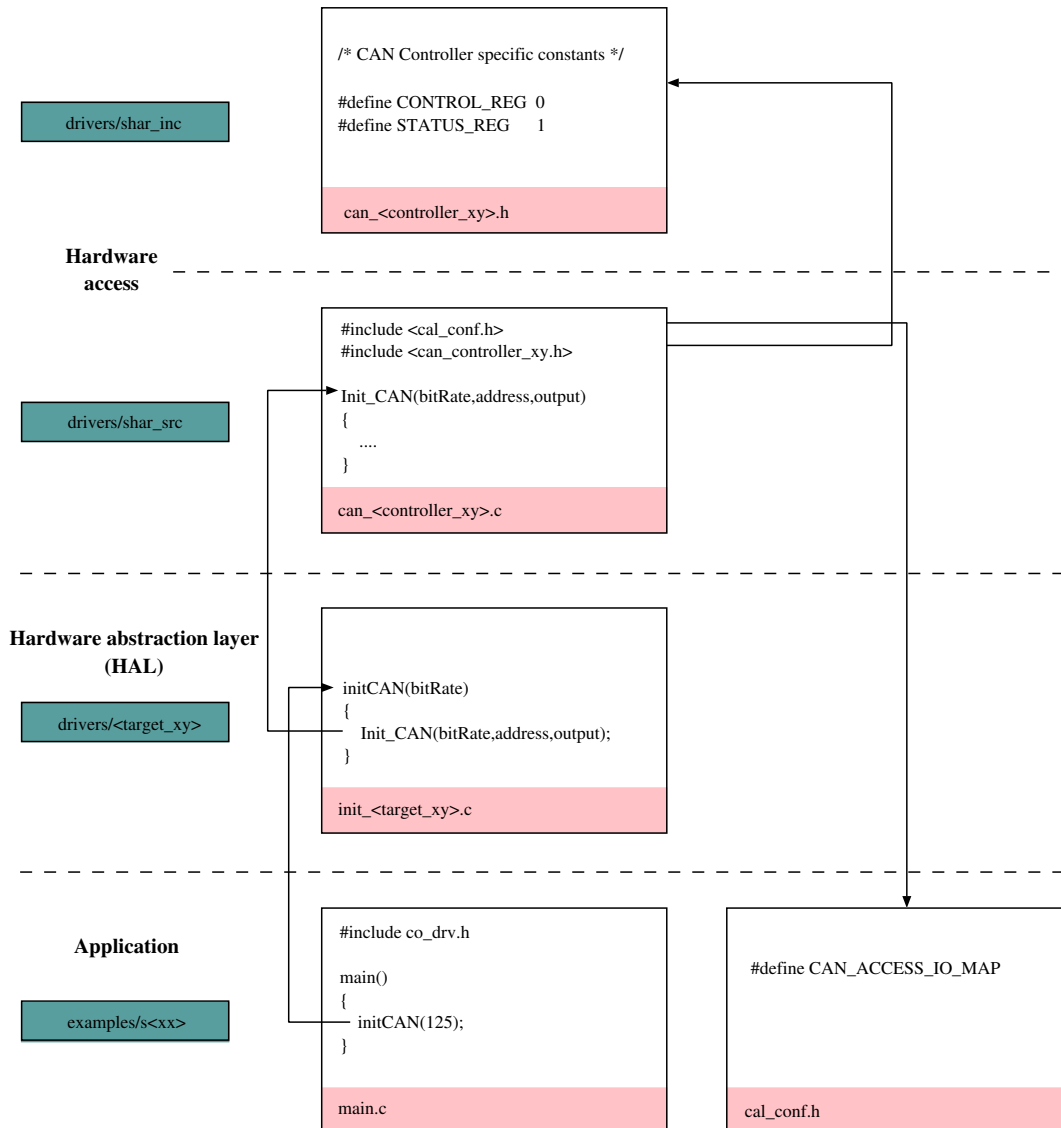 /* CAN Controller specific constants */
#define CONTROL_REG 0
#define STATUS_REG 1
drivers/shar_inc
can_<controller_xy>.h
Hardware
access
#include <cal_conf.h>
#include <can_controller_xy.h>
Init_CAN(bitRate,address,output)
{
....
}
drivers/shar_src
can_<controller_xy>.c
Hardware abstraction layer
(HAL)
initCAN(bitRate)
{
Init_CAN(bitRate,address,output);
}
drivers/<target_xy>
init_<target_xy>.c
Application
#include co_drv.h
main()
{
initCAN(125);
}
examples/s<xx>
main.c
#define CAN_ACCESS_IO_MAP
cal_conf.h